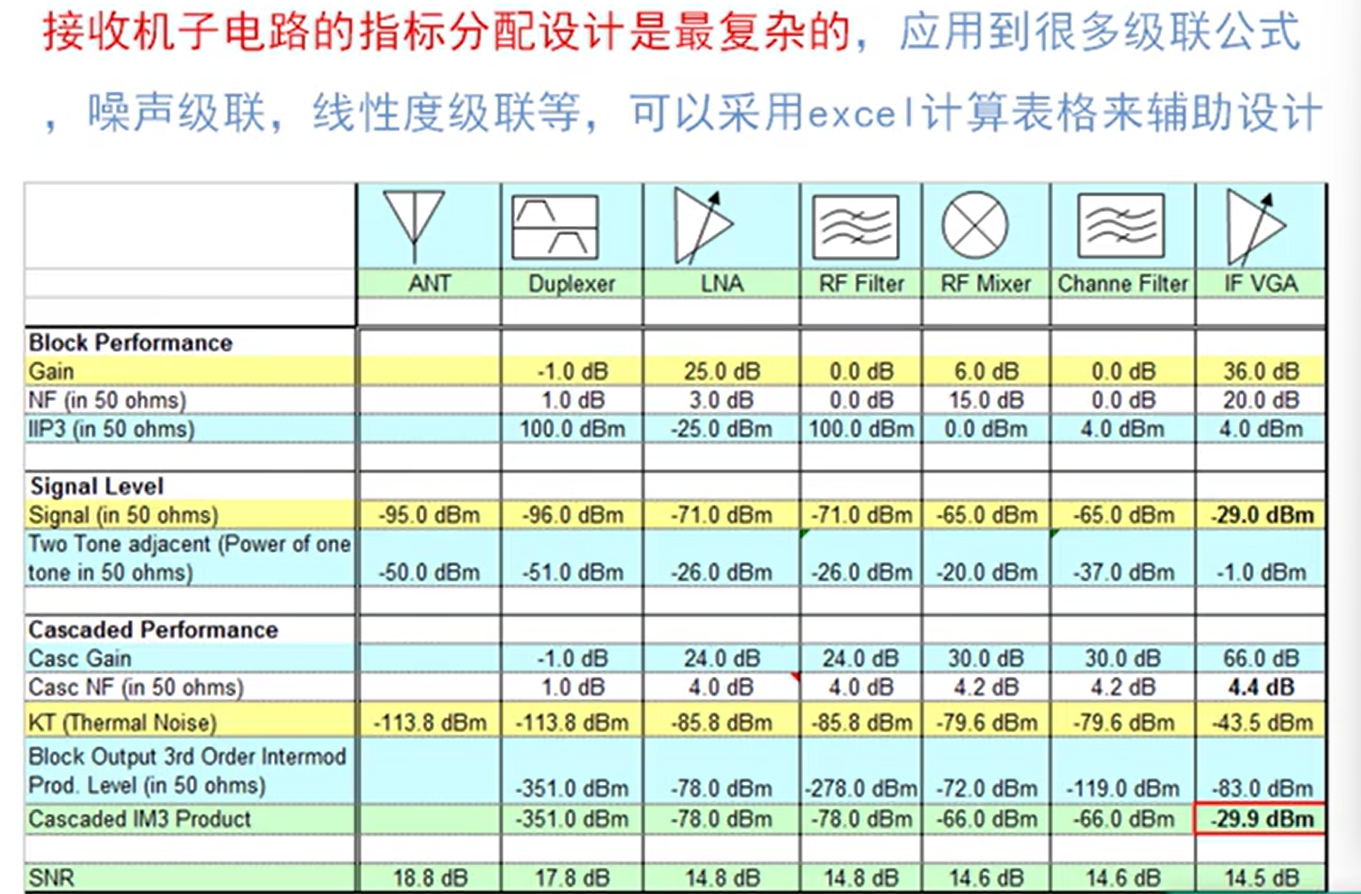 接收机子电路的指标分配设计是最复杂的，应用到很多级联公式
，噪声级联，线性度级联等，可以采用excel计算表格来辅助设计
ANT Duplexer LNA RF Filter RF Mixer Channe Filter IF VGA
Block Performance
Gain -1.0 dB 25.0 dB 0.0 dB 6.0 dB 0.0 dB 36.0 dB
NF (in 50 ohms) 1.0 dB 3.0 dB 0.0 dB 15.0 dB 0.0 dB 20.0 dB
IIP3 (in 50 ohms) 100.0 dBm -25.0 dBm 100.0 dBm 0.0 dBm 4.0 dBm 4.0 dBm
Signal Level
Signal (in 50 ohms) -95.0 dBm -96.0 dBm -71.0 dBm -71.0 dBm -65.0 dBm -65.0 dBm -29.0 dBm
Two Tone adjacent (Power of one
tone in 50 ohms) -50.0 dBm -51.0 dBm -26.0 dBm -26.0 dBm -20.0 dBm -37.0 dBm -1.0 dBm
Cascaded Performance
Casc Gain -1.0 dB 24.0 dB 24.0 dB 30.0 dB 30.0 dB 66.0 dB
Casc NF (in 50 ohms) 1.0 dB 4.0 dB 4.0 dB 4.2 dB 4.2 dB 4.4 dB
KT (Thermal Noise) -113.8 dBm -113.8 dBm -85.8 dBm -85.8 dBm -79.6 dBm -79.6 dBm -43.5 dBm
Block Output 3rd Order Intermod
Prod. Level (in 50 ohms) -351.0 dBm -78.0 dBm -278.0 dBm -72.0 dBm -119.0 dBm -83.0 dBm
Cascaded IM3 Product -351.0 dBm -78.0 dBm -78.0 dBm -66.0 dBm -66.0 dBm -29.9 dBm
SNR 18.8 dB 17.8 dB 14.8 dB 14.8 dB 14.6 dB 14.6 dB 14.5 dB